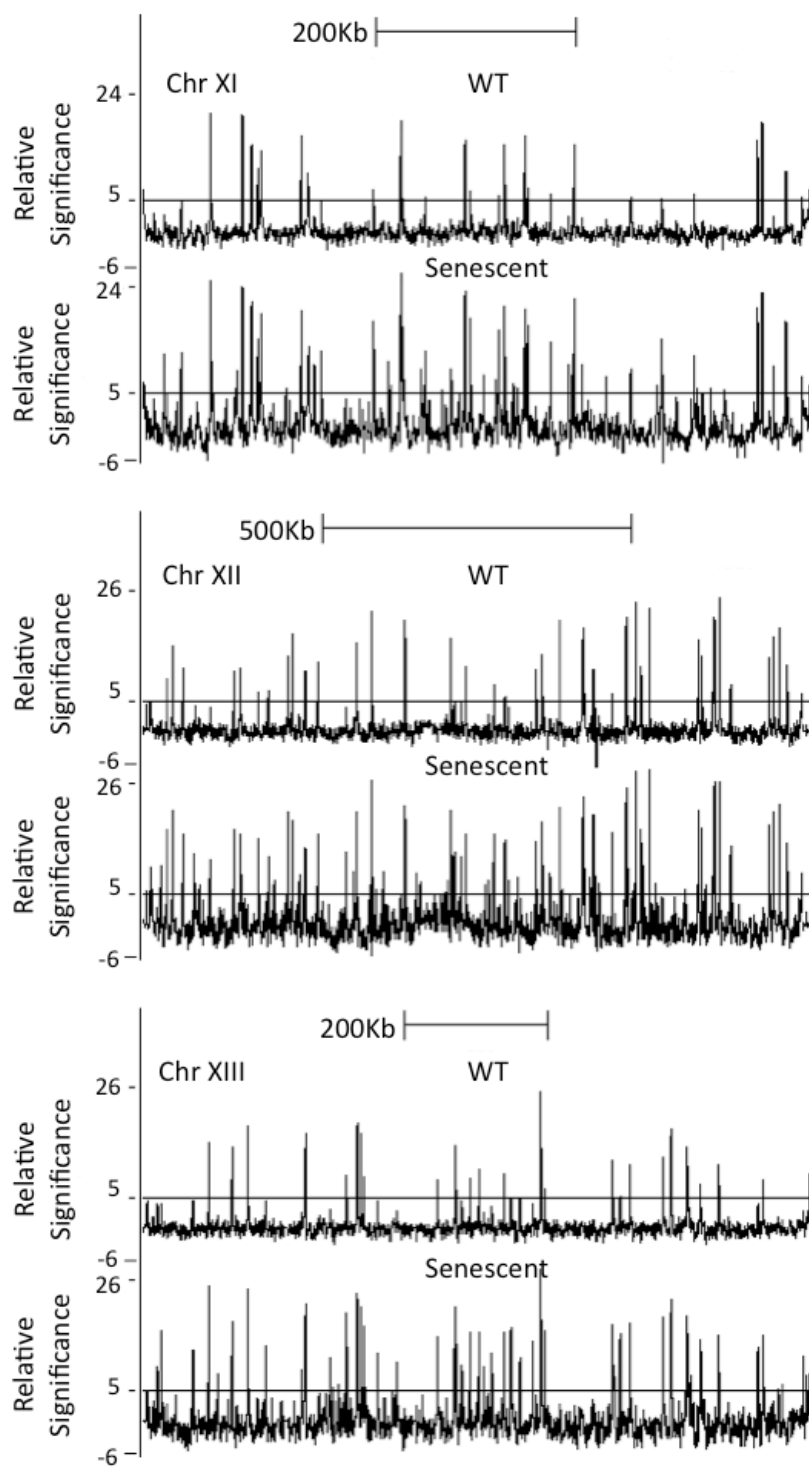 200Kb
Chr XI WT
24
Relative
Significance
5
-6
Senescent
24
Relative
Significance
5
-6
500Kb
Chr XII WT
26
Relative
Significance
5
-6
Senescent
26
Relative
Significance
5
-6
200Kb
Chr XIII WT
26
Relative
Significance
5
-6
Senescent
26
Relative
Significance
5
-6